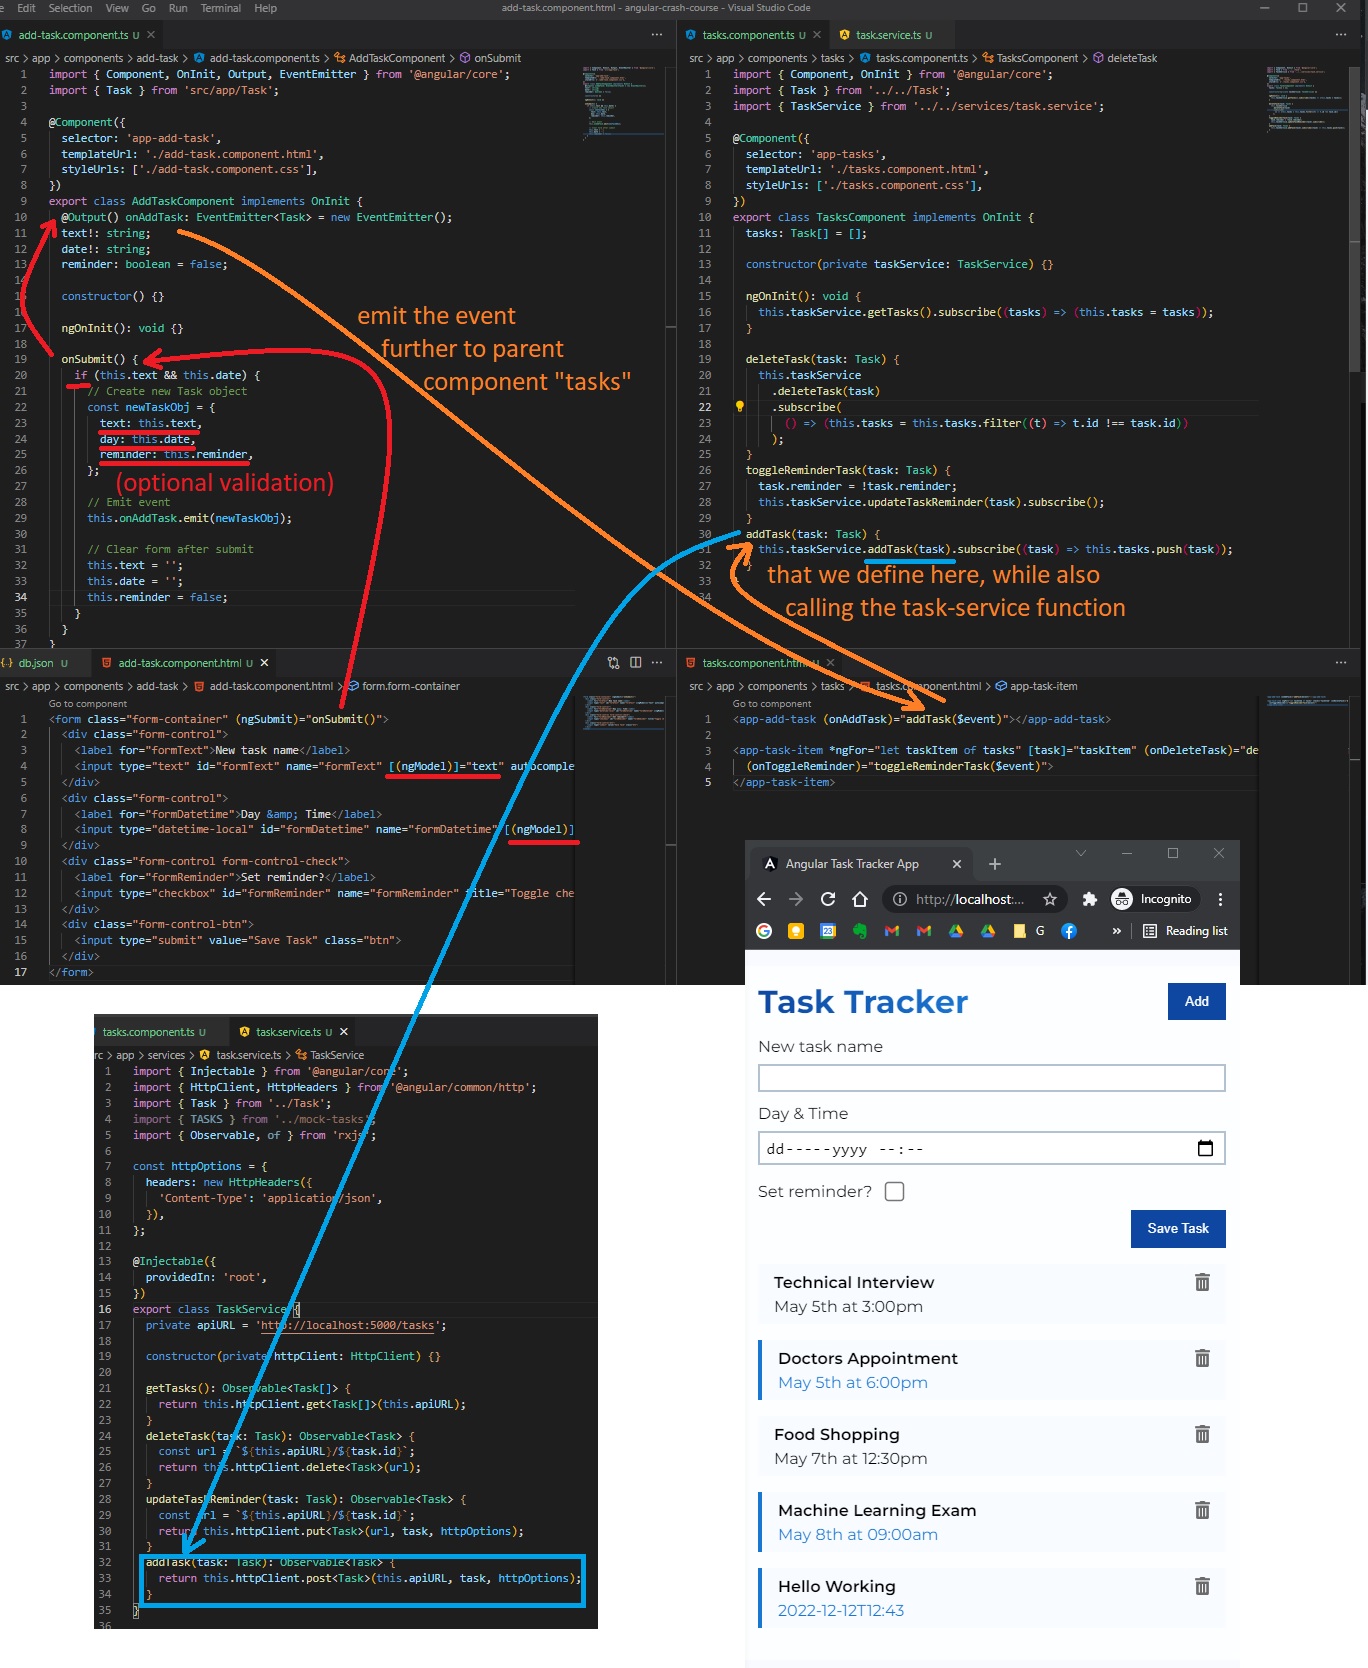 Edit Selection View Go Run Terminal Help
add-task.component.html - angular-crash-course - Visual Studio Code
add-task.component.ts U
src > app > components > add-task > add-task.component.ts > AddTaskComponent > onSubmit
1 import { Component, OnInit, Output, EventEmitter } from '@angular/core';
2 import { Task } from 'src/app/Task';
3
4 @Component({
5 selector: 'app-add-task',
6 templateUrl: './add-task.component.html',
7 styleUrls: ['./add-task.component.css'],
8 })
9 export class AddTaskComponent implements OnInit {
10 @Output() onAddTask: EventEmitter<Task> = new EventEmitter();
11 text!: string;
12 date!: string;
13 reminder: boolean = false;
14
15 constructor() {}
16
17 ngOnInit(): void {}
18
19 onSubmit() {
20 if (this.text && this.date) {
21 // Create new Task object
22 const newTaskObj = {
23 text: this.text,
24 day: this.date,
25 reminder: this.reminder,
26 };
27
28 // Emit event
29 this.onAddTask.emit(newTaskObj);
30
31 // Clear form after submit
32 this.text = '';
33 this.date = '';
34 this.reminder = false;
35 }
36 }
37 }
(optional validation)
emit the event
further to parent
component "tasks"
tasks.component.ts U
task.service.ts U
src > app > components > tasks > tasks.component.ts > TasksComponent > deleteTask
1 import { Component, OnInit } from '@angular/core';
2 import { Task } from '../../Task';
3 import { TaskService } from '../../services/task.service';
4
5 @Component({
6 selector: 'app-tasks',
7 templateUrl: './tasks.component.html',
8 styleUrls: ['./tasks.component.css'],
9 })
10 export class TasksComponent implements OnInit {
11 tasks: Task[] = [];
12
13 constructor(private taskService: TaskService) {}
14
15 ngOnInit(): void {
16 this.taskService.getTasks().subscribe((tasks) => (this.tasks = tasks));
17 }
18
19 deleteTask(task: Task) {
20 this.taskService
21 .deleteTask(task)
22 .subscribe(
23 () => (this.tasks = this.tasks.filter((t) => t.id !== task.id))
24 );
25 }
26 toggleReminderTask(task: Task) {
27 task.reminder = !task.reminder;
28 this.taskService.updateTaskReminder(task).subscribe();
29 }
30 addTask(task: Task) {
31 this.taskService.addTask(task).subscribe((task) => this.tasks.push(task));
32 }
33 }
34
that we define here, while also
calling the task-service function
db.json U
add-task.component.html U
src > app > components > add-task > add-task.component.html > form.form-container
Go to component
1 <form class="form-container" (ngSubmit)="onSubmit()">
2 <div class="form-control">
3 <label for="formText">New task name</label>
4 <input type="text" id="formText" name="formText" [(ngModel)]="text" autocomple
5 </div>
6 <div class="form-control">
7 <label for="formDatetime">Day &amp; Time</label>
8 <input type="datetime-local" id="formDatetime" name="formDatetime" [(ngModel)]
9 </div>
10 <div class="form-control form-control-check">
11 <label for="formReminder">Set reminder?</label>
12 <input type="checkbox" id="formReminder" name="formReminder" title="Toggle che
13 </div>
14 <div class="form-control-btn">
15 <input type="submit" value="Save Task" class="btn">
16 </div>
17 </form>
tasks.component.html U
src > app > components > tasks > tasks.component.html > app-task-item
Go to component
1 <app-add-task (onAddTask)="addTask($event)"></app-add-task>
2
3 <app-task-item *ngFor="let taskItem of tasks" [task]="taskItem" (onDeleteTask)="de
4 (onToggleReminder)="toggleReminderTask($event)">
5 </app-task-item>
Angular Task Tracker App
http://localhost:...
Incognito
23
G
Reading list
Task Tracker
Add
New task name
Day & Time
dd-----yyyy --:--
Set reminder?
Save Task
Technical Interview
May 5th at 3:00pm
Doctors Appointment
May 5th at 6:00pm
Food Shopping
May 7th at 12:30pm
Machine Learning Exam
May 8th at 09:00am
Hello Working
2022-12-12T12:43
tasks.component.ts U
task.service.ts U
rc > app > services > task.service.ts > TaskService
1 import { Injectable } from '@angular/core';
2 import { HttpClient, HttpHeaders } from '@angular/common/http';
3 import { Task } from '../Task';
4 import { TASKS } from '../mock-tasks';
5 import { Observable, of } from 'rxjs';
6
7 const httpOptions = {
8 headers: new HttpHeaders({
9 'Content-Type': 'application/json',
10 }),
11 };
12
13 @Injectable({
14 providedIn: 'root',
15 })
16 export class TaskService {
17 private apiURL = 'http://localhost:5000/tasks';
18
19 constructor(private httpClient: HttpClient) {}
20
21 getTasks(): Observable<Task[]> {
22 return this.httpClient.get<Task[]>(this.apiURL);
23 }
24 deleteTask(task: Task): Observable<Task> {
25 const url = `${this.apiURL}/${task.id}`;
26 return this.httpClient.delete<Task>(url);
27 }
28 updateTaskReminder(task: Task): Observable<Task> {
29 const url = `${this.apiURL}/${task.id}`;
30 return this.httpClient.put<Task>(url, task, httpOptions);
31 }
32 addTask(task: Task): Observable<Task> {
33 return this.httpClient.post<Task>(this.apiURL, task, httpOptions);
34 }
35 }
36